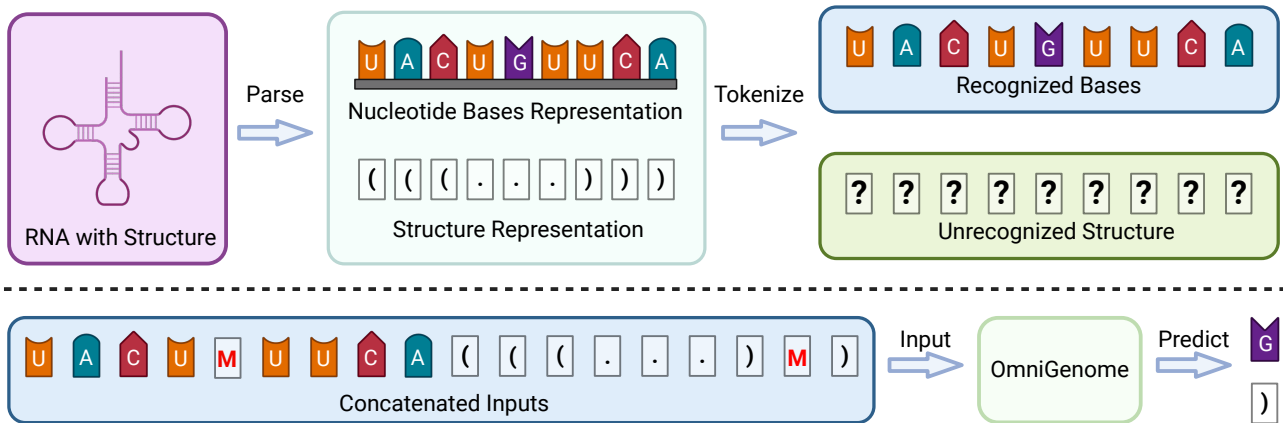 RNA with Structure
Parse
U A C U G U U C A
Nucleotide Bases Representation
( ( ( . . . ) ) )
Structure Representation
Tokenize
U A C U G U U C A
Recognized Bases
? ? ? ? ? ? ? ? ?
Unrecognized Structure
U A C U M U U C A ( ( ( . . . ) M )
Concatenated Inputs
Input
OmniGenome
Predict
G
)